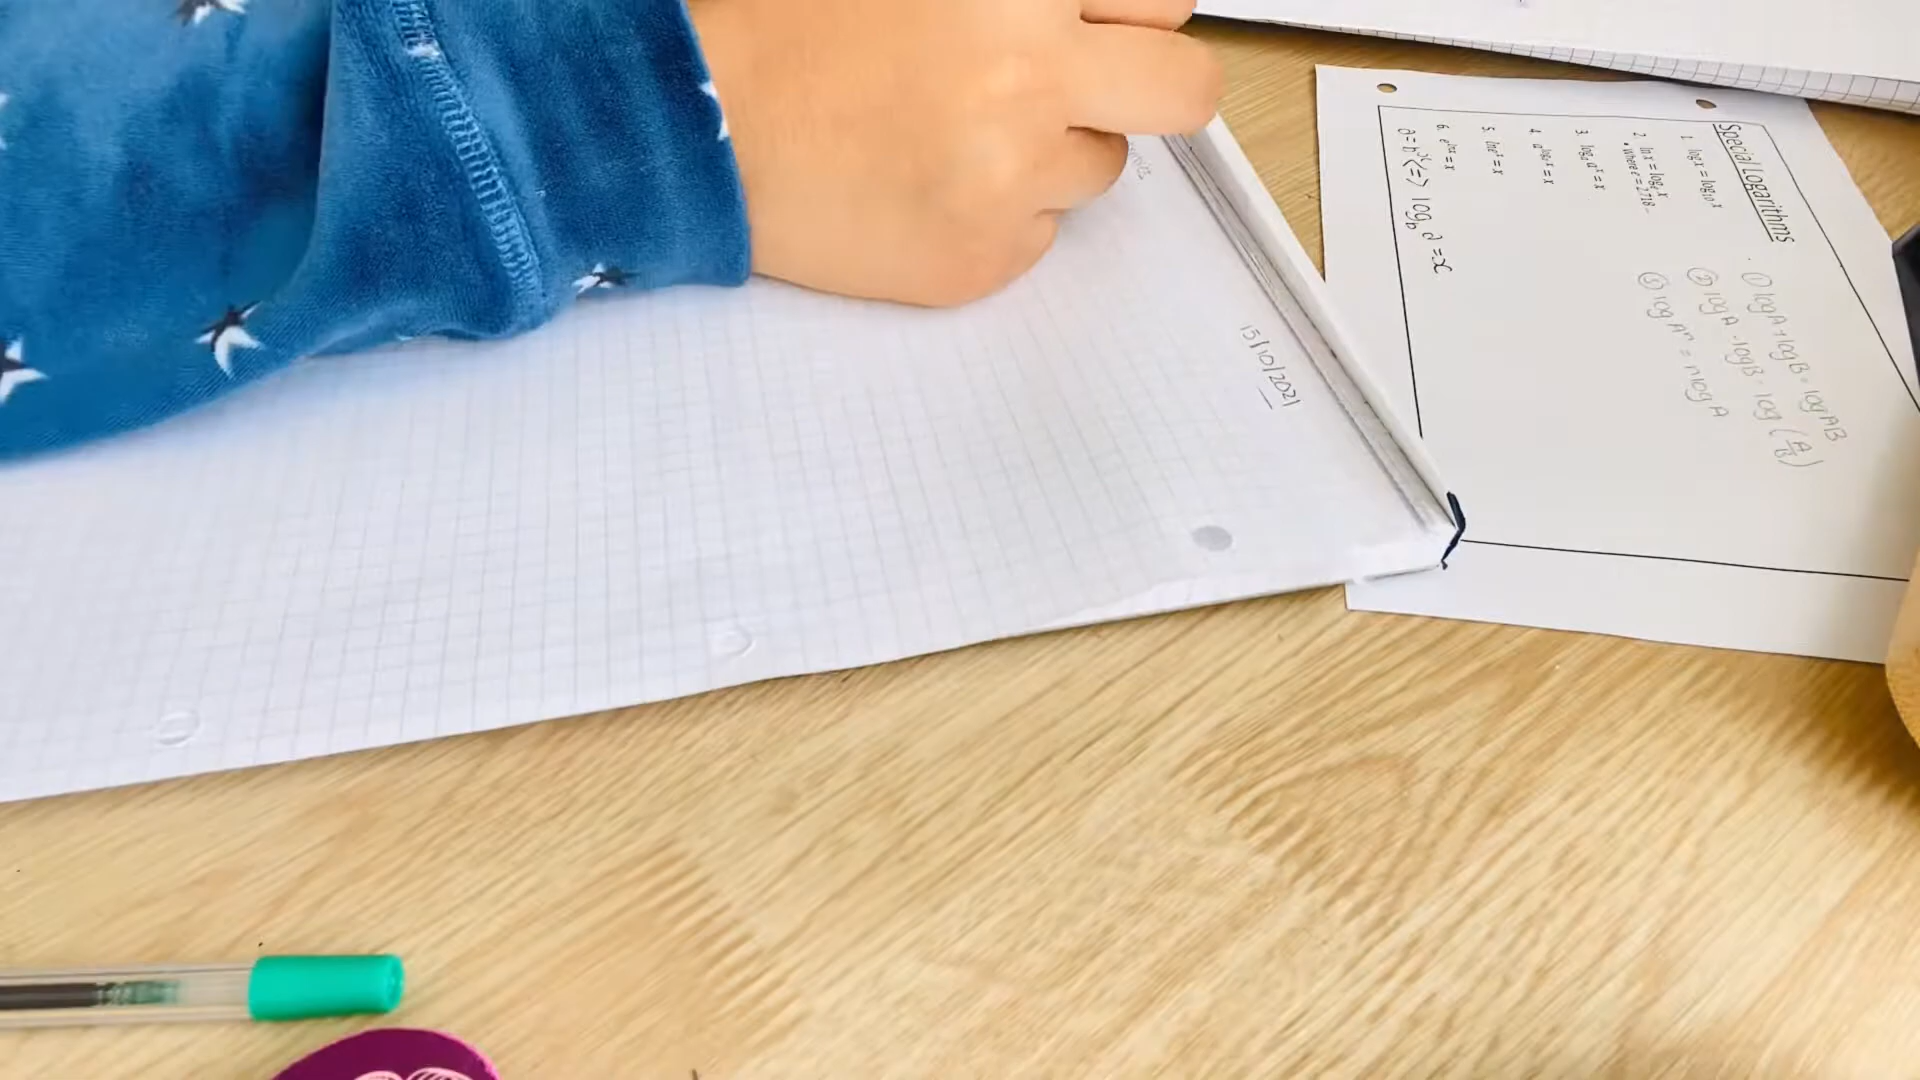 15/10/2021
Special Logarithms
1. log x = log₁₀ x
2. ln x = logₑ x
• Where e = 2.718...
3. logₐ aˣ = x
4. a^(logₐ x) = x
5. ln eˣ = x
6. e^(ln x) = x
a = bˣ <=> log_b a = x
① log A + log B = log AB
② log A - log B = log (A/B)
③ log Aⁿ = n log A